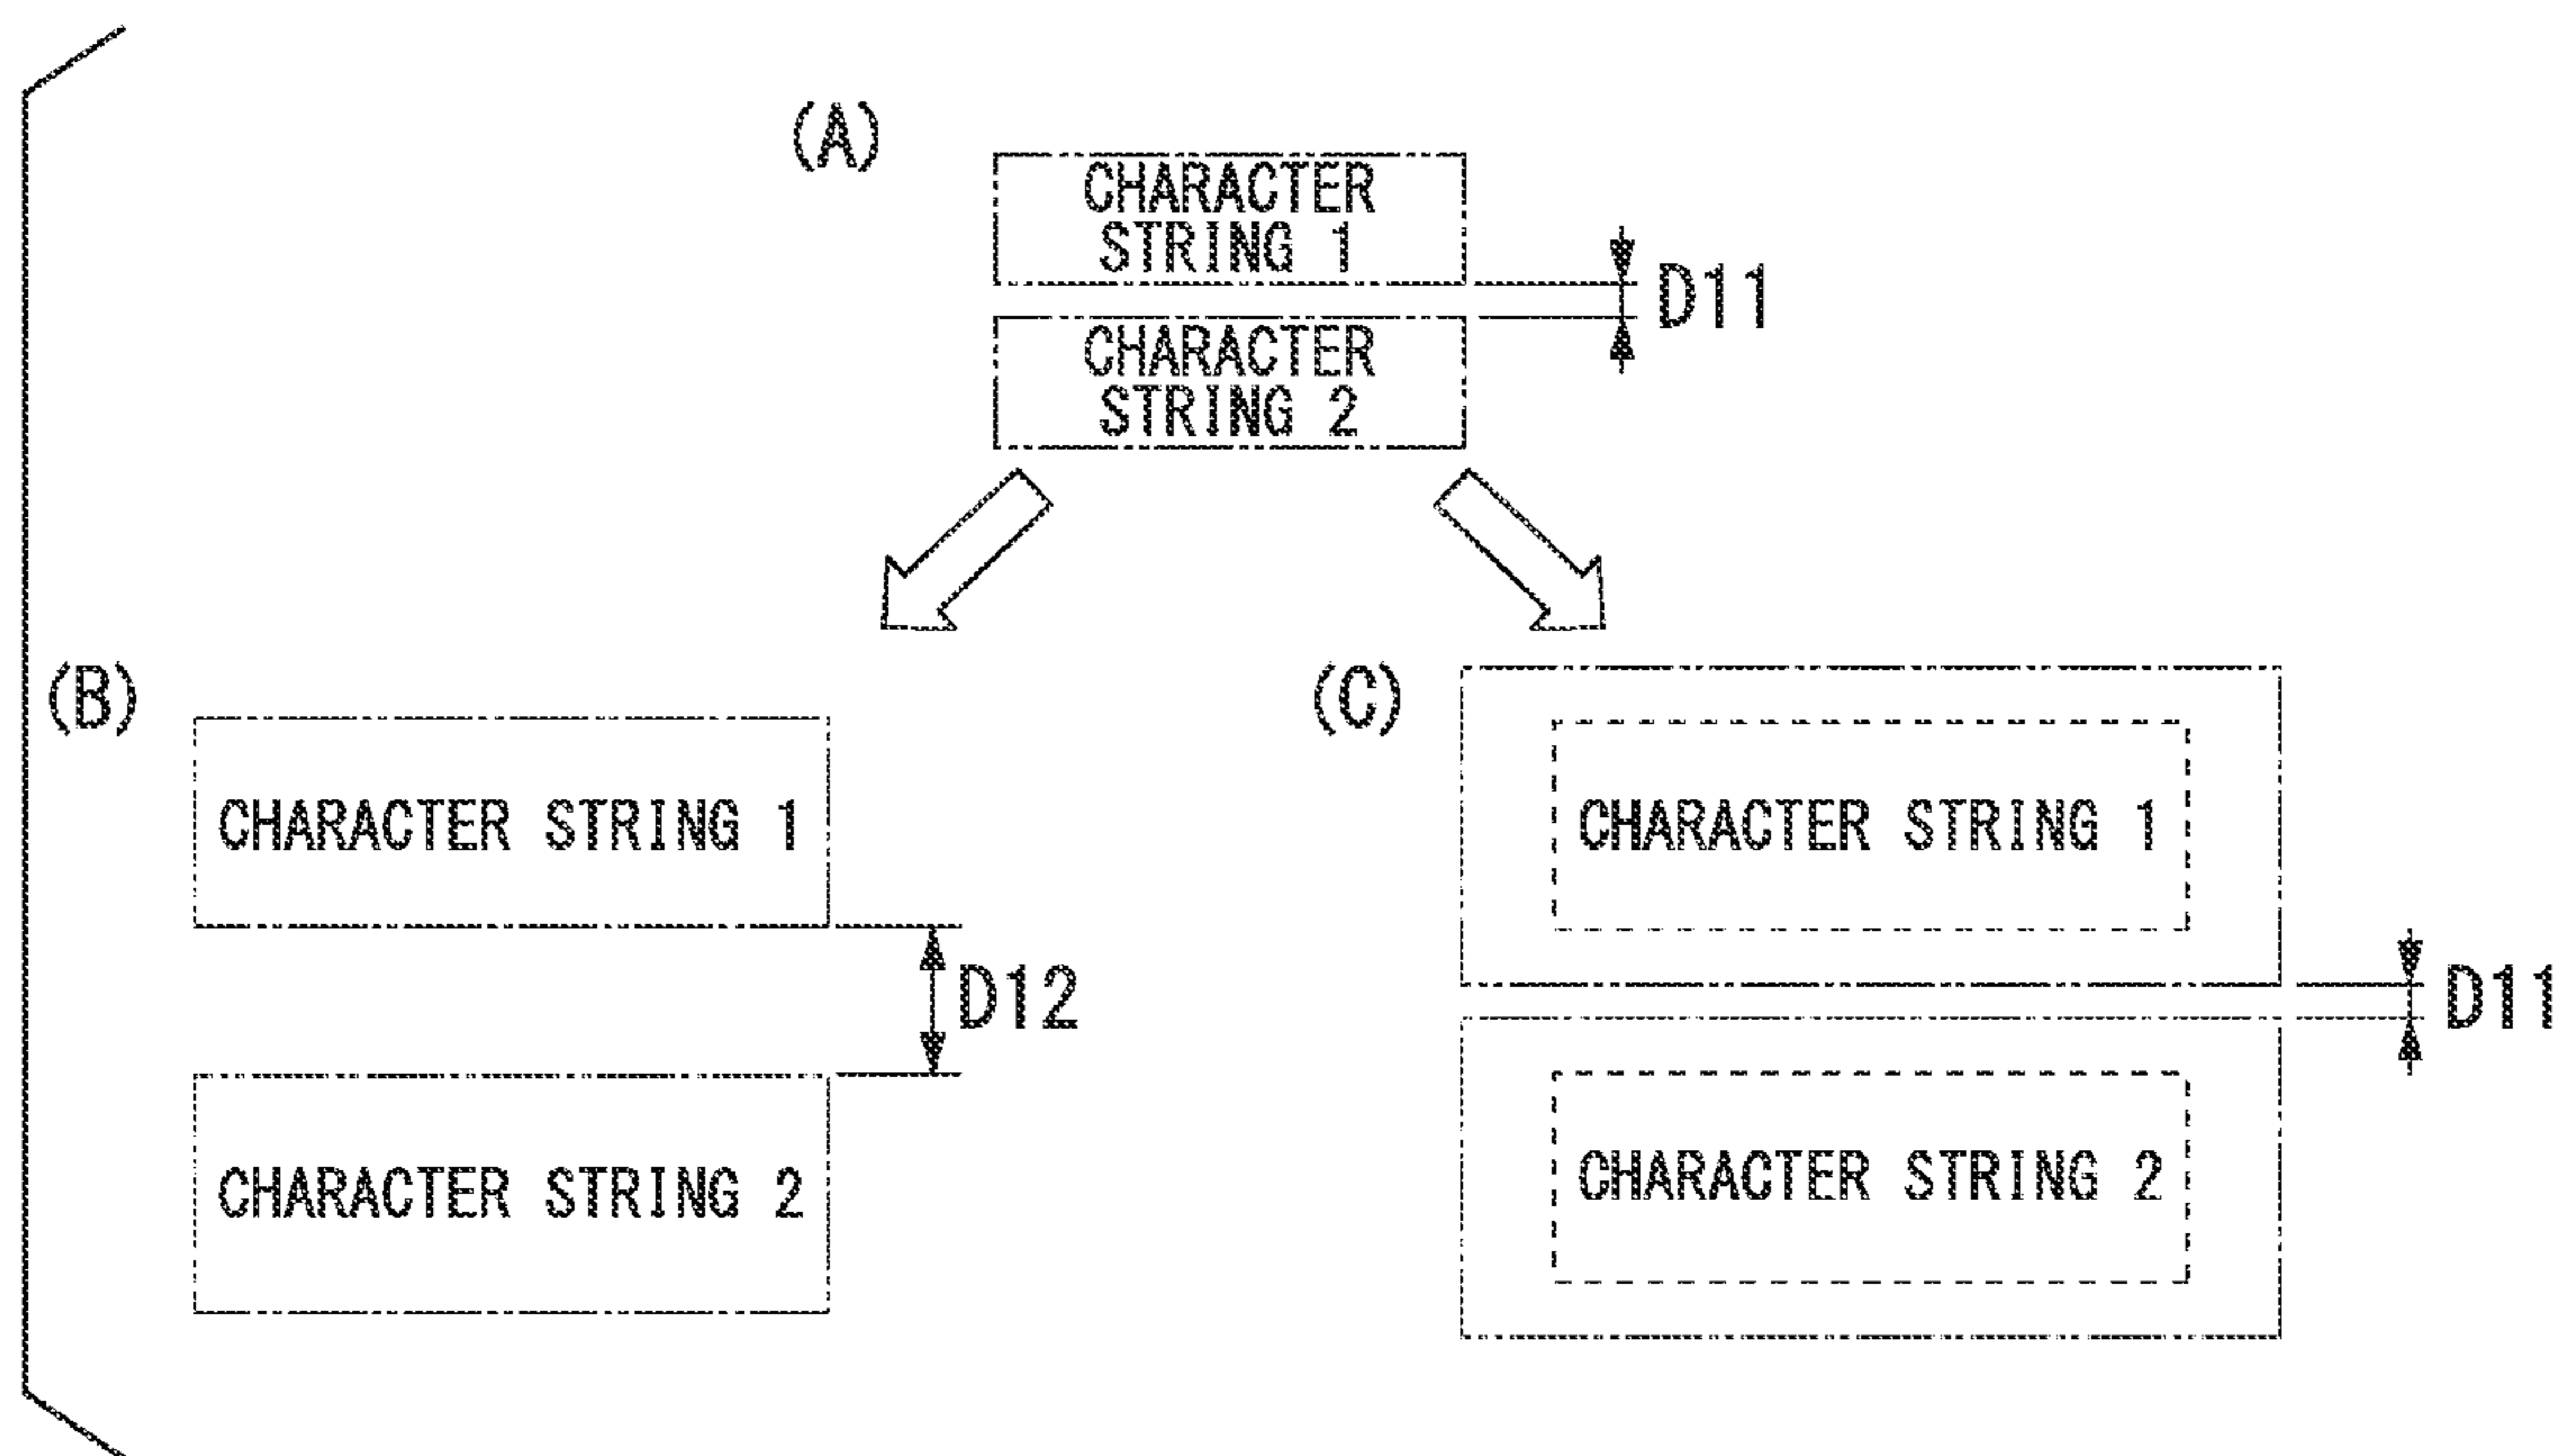 (A)
CHARACTER
STRING 1
D11
CHARACTER
STRING 2
(B)
CHARACTER STRING 1
D12
CHARACTER STRING 2
(C)
CHARACTER STRING 1
D11
CHARACTER STRING 2